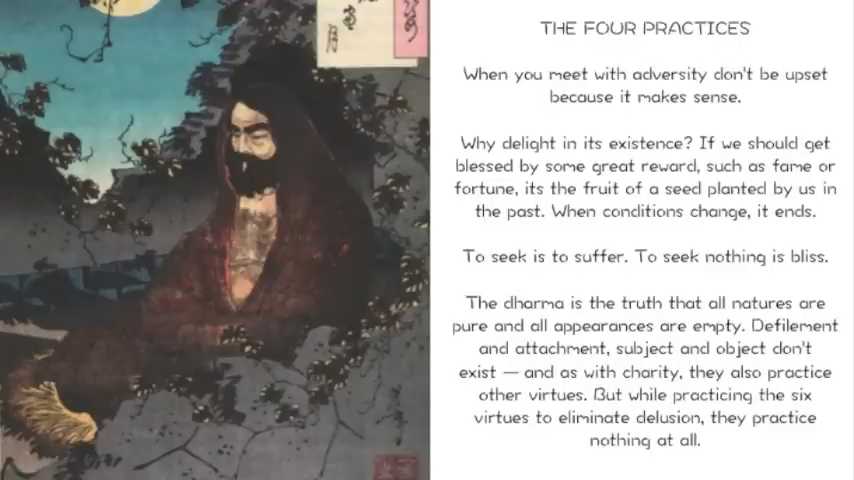 THE FOUR PRACTICES
When you meet with adversity don't be upset
because it makes sense.
Why delight in its existence? If we should get
blessed by some great reward, such as fame or
fortune, its the fruit of a seed planted by us in
the past. When conditions change, it ends.
To seek is to suffer. To seek nothing is bliss.
The dharma is the truth that all natures are
pure and all appearances are empty. Defilement
and attachment, subject and object don't
exist — and as with charity, they also practice
other virtues. But while practicing the six
virtues to eliminate delusion, they practice
nothing at all.